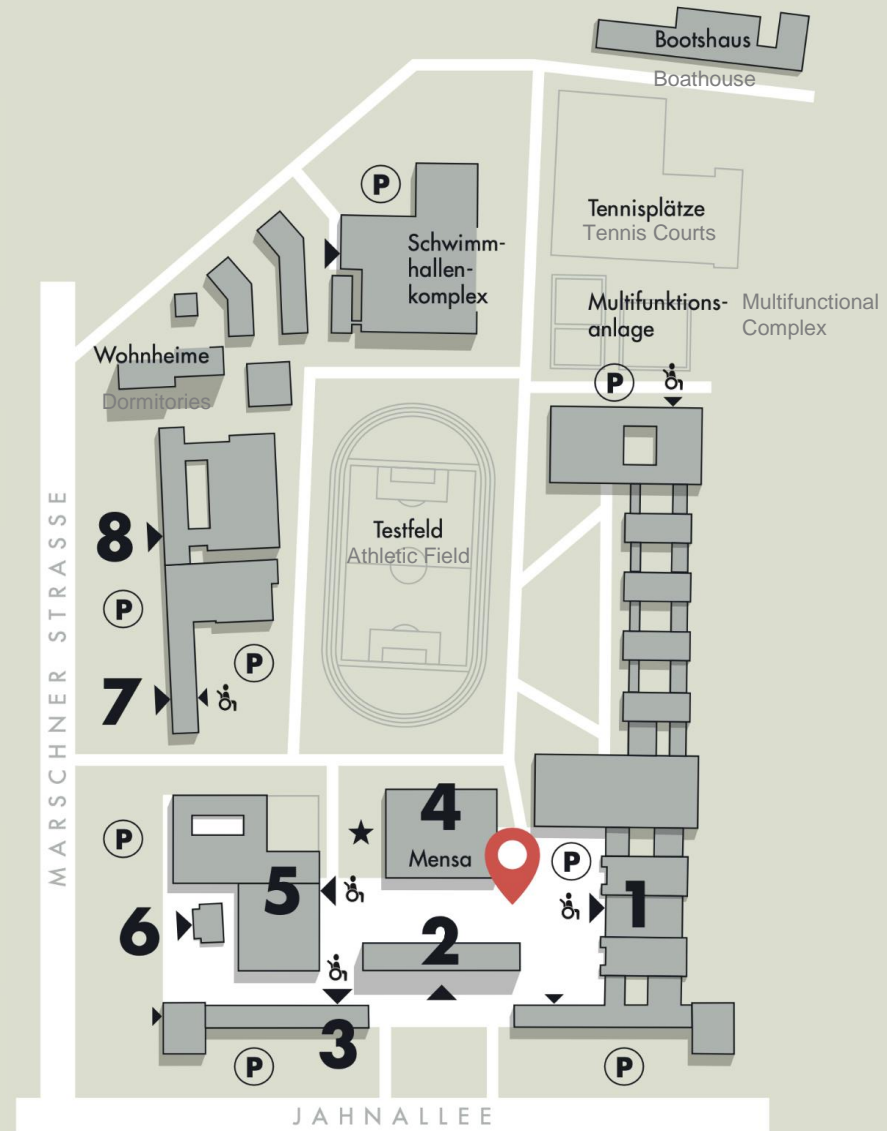 Bootshaus
Boathouse
P
Tennisplätze
Tennis Courts
Schwimm-
hallen-
komplex
Multifunktions-
anlage
Multifunctional
Complex
Wohnheime
Dormitories
P
MARSCHNER STRASSE
8
Testfeld
Athletic Field
P
P
7
4
Mensa
P
P
5
1
6
2
3
P
P
JAHNALLEE